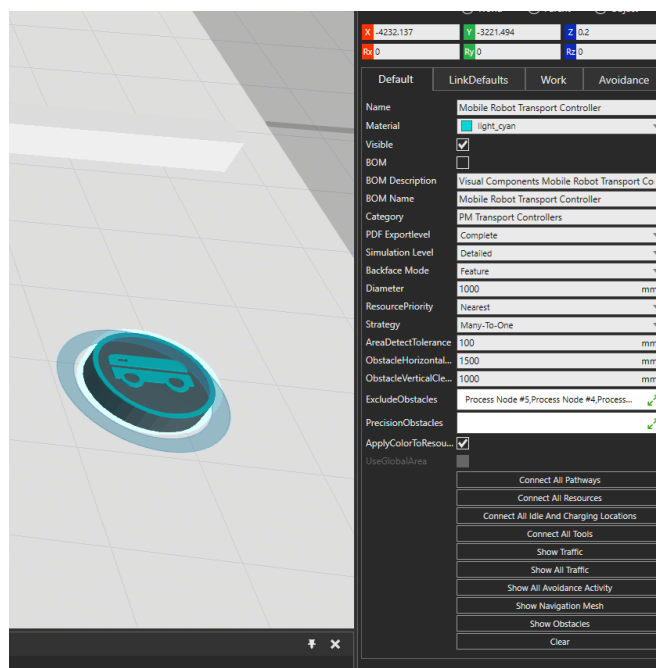 X -4232.137 Y -3221.494 Z 0.2
Rx 0 Ry 0 Rz 0
Default LinkDefaults Work Avoidance
Name Mobile Robot Transport Controller
Material light_cyan
Visible
BOM
BOM Description Visual Components Mobile Robot Transport Co
BOM Name Mobile Robot Transport Controller
Category PM Transport Controllers
PDF Exportlevel Complete
Simulation Level Detailed
Backface Mode Feature
Diameter 1000 mm
ResourcePriority Nearest
Strategy Many-To-One
AreaDetectTolerance 100 mm
ObstacleHorizontal... 1500 mm
ObstacleVerticalCle... 1000 mm
ExcludeObstacles Process Node #5,Process Node #4,Process...
PrecisionObstacles
ApplyColorToResou...
UseGlobalArea
Connect All Pathways
Connect All Resources
Connect All Idle And Charging Locations
Connect All Tools
Show Traffic
Show All Traffic
Show All Avoidance Activity
Show Navigation Mesh
Show Obstacles
Clear